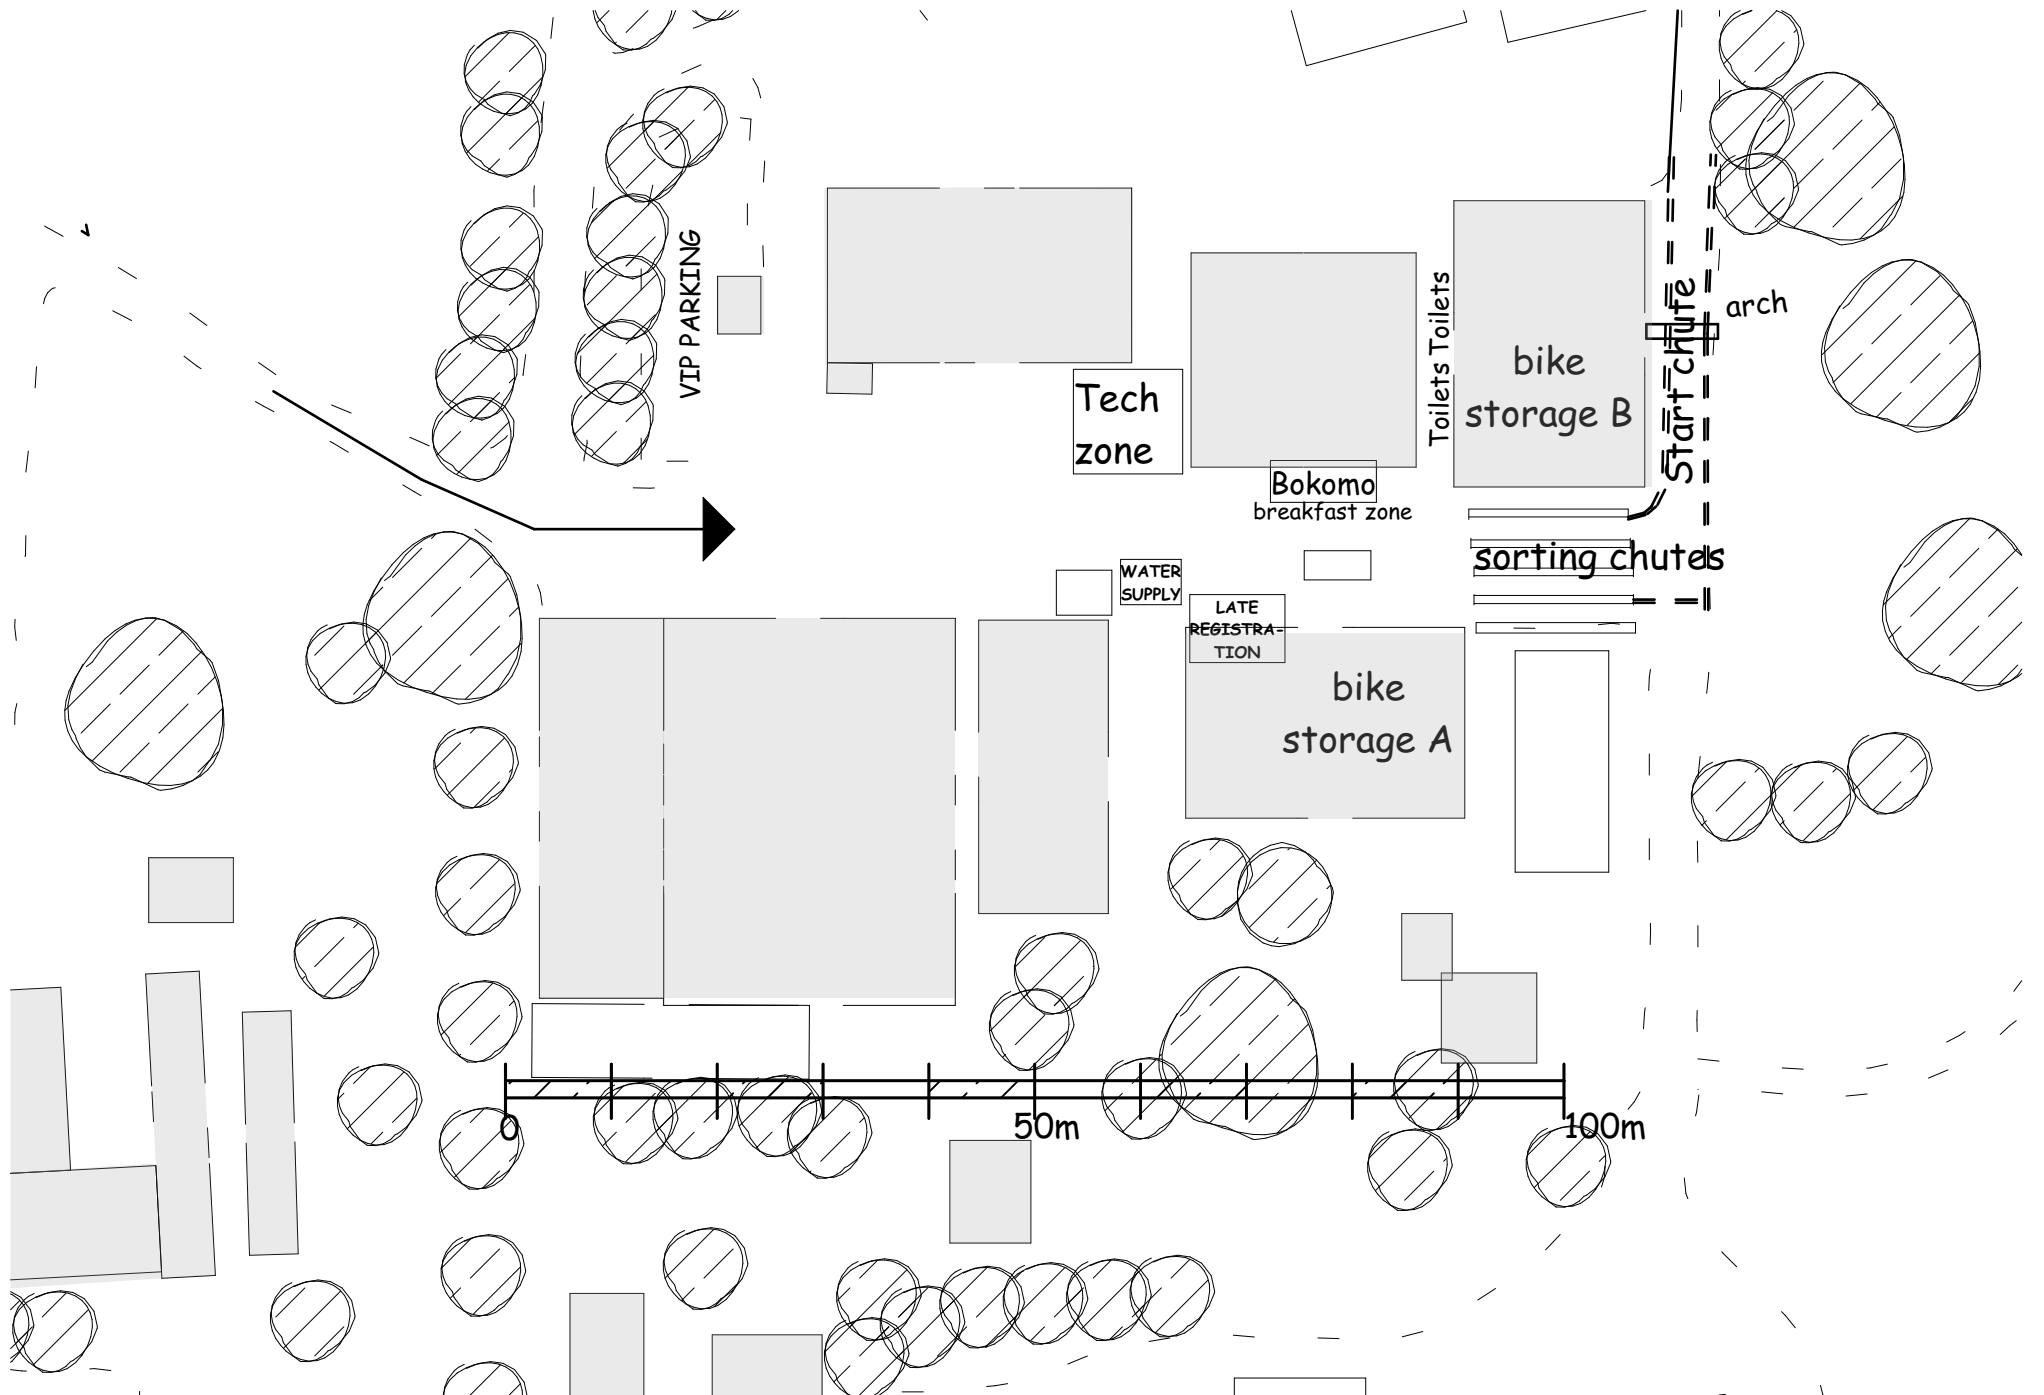 VIP PARKING
arch
Start chute
Toilets Toilets
bike
storage B
Tech
zone
Bokomo
breakfast zone
sorting chutes
WATER
SUPPLY
LATE
REGISTRA-
TION
bike
storage A
0
50m
100m